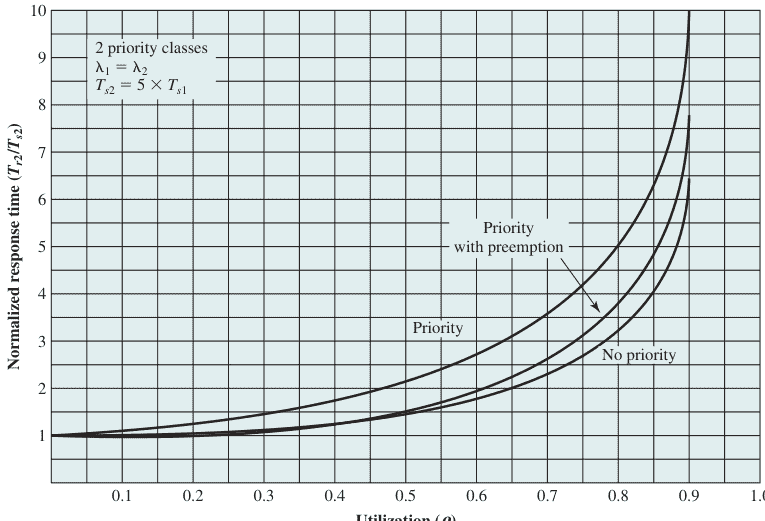 10
9
8
7
6
5
4
3
2
1
2 priority classes
λ1 = λ2
Ts2 = 5 × Ts1
Normalized response time (Tr2/Ts2)
Priority
with preemption
Priority
No priority
0.1 0.2 0.3 0.4 0.5 0.6 0.7 0.8 0.9 1.0
Utilization (ρ)